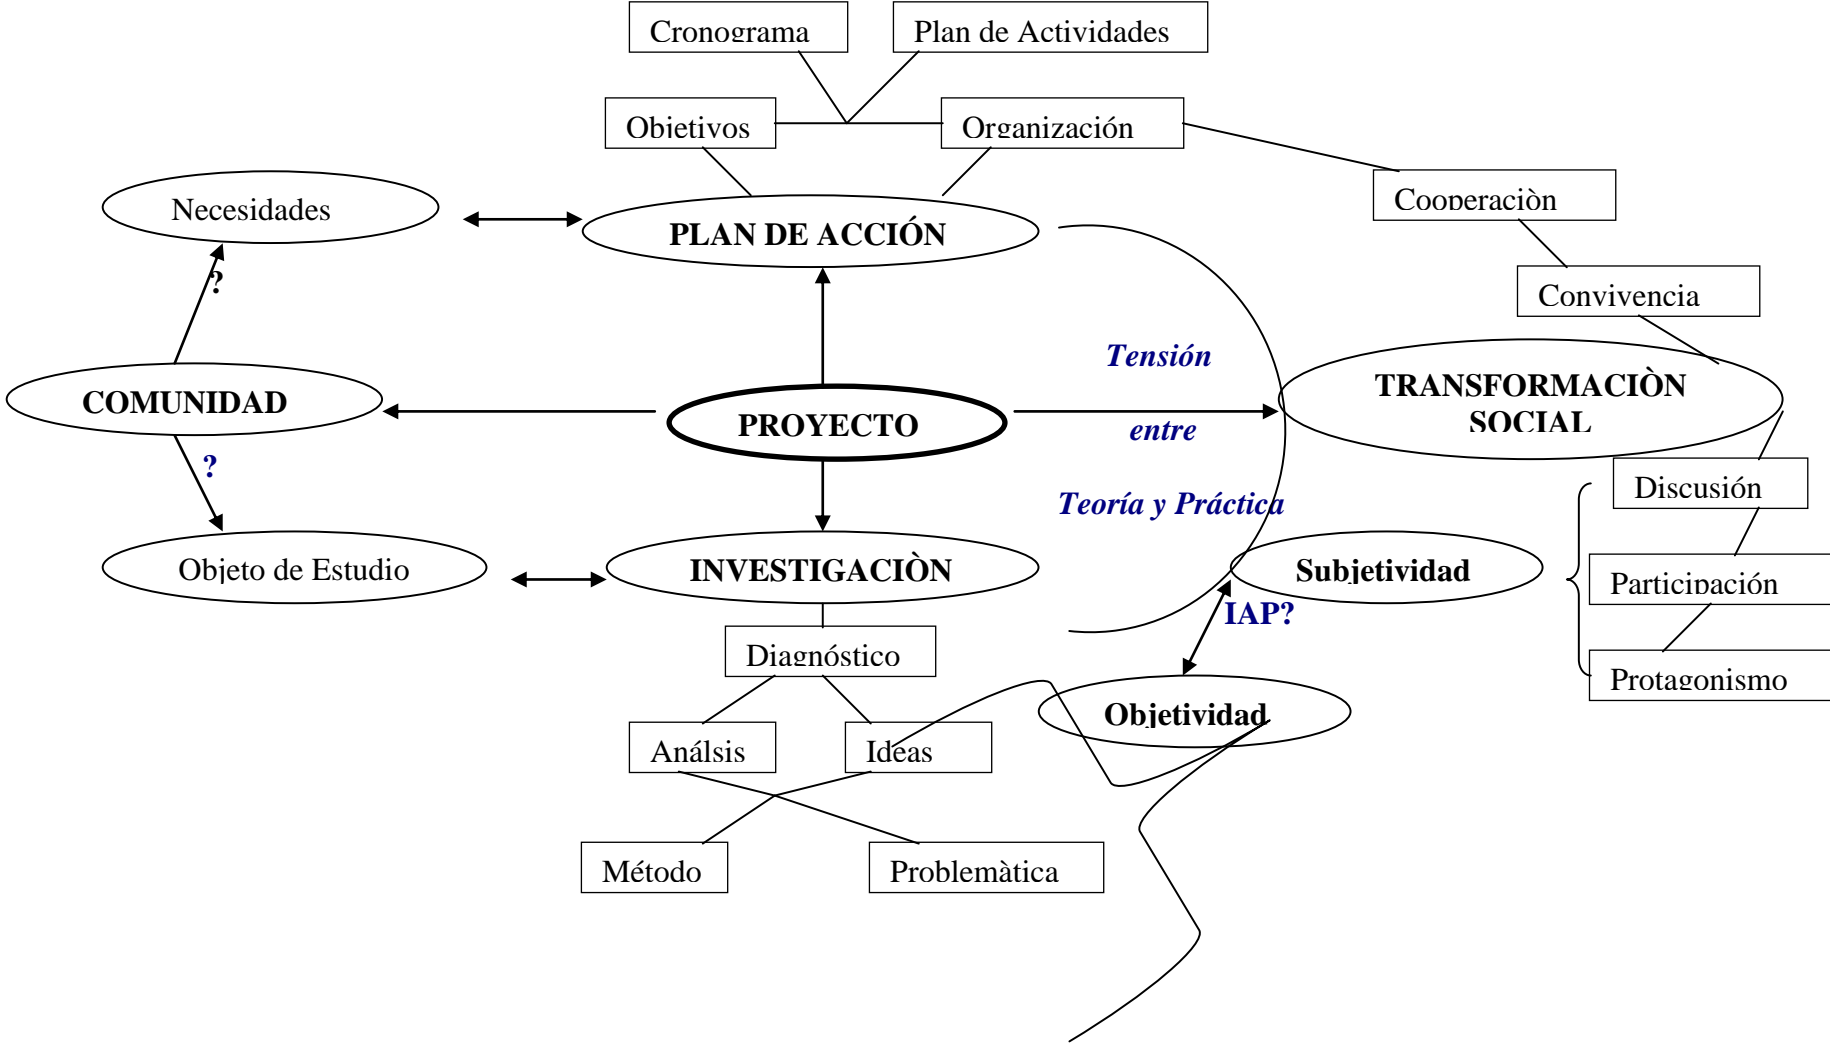 Cronograma
Plan de Actividades
Objetivos
Organización
Cooperaciòn
Necesidades
PLAN DE ACCIÓN
?
Convivencia
Tensión
TRANSFORMACIÒN
SOCIAL
COMUNIDAD
PROYECTO
entre
?
Discusión
Teoría y Práctica
Objeto de Estudio
INVESTIGACIÒN
Subjetividad
Participación
IAP?
Diagnóstico
Protagonismo
Objetividad
Análsis
Ideas
Método
Problemàtica